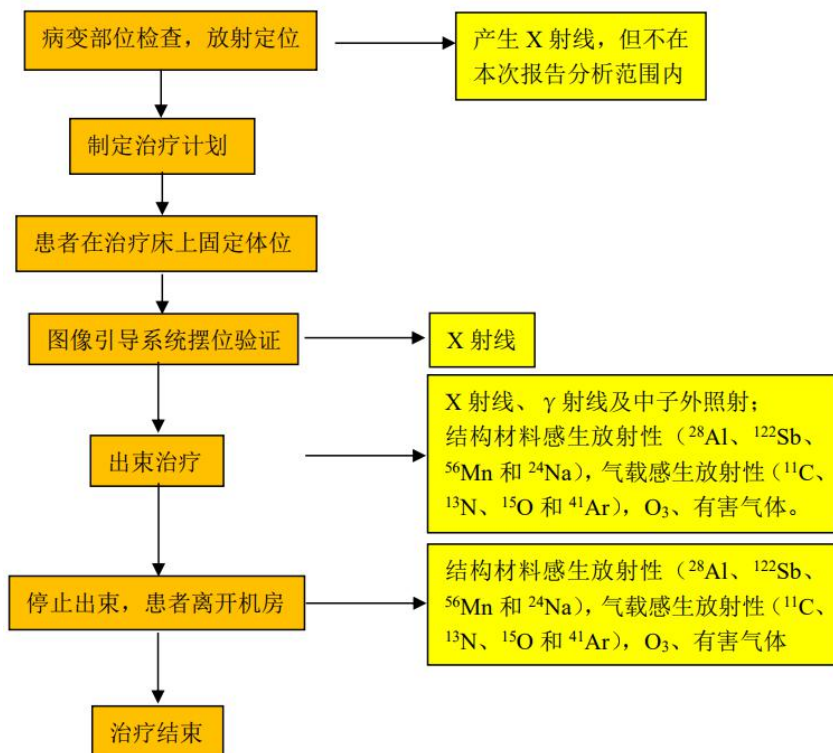 病变部位检查，放射定位
产生 X 射线，但不在
本次报告分析范围内
制定治疗计划
患者在治疗床上固定体位
图像引导系统摆位验证
X 射线
X 射线、γ 射线及中子外照射；
结构材料感生放射性（²⁸Al、¹²²Sb、
⁵⁶Mn 和 ²⁴Na），气载感生放射性（¹¹C、
¹³N、¹⁵O 和 ⁴¹Ar），O₃、有害气体。
出束治疗
停止出束，患者离开机房
结构材料感生放射性（²⁸Al、¹²²Sb、
⁵⁶Mn 和 ²⁴Na），气载感生放射性（¹¹C、
¹³N、¹⁵O 和 ⁴¹Ar），O₃、有害气体
治疗结束